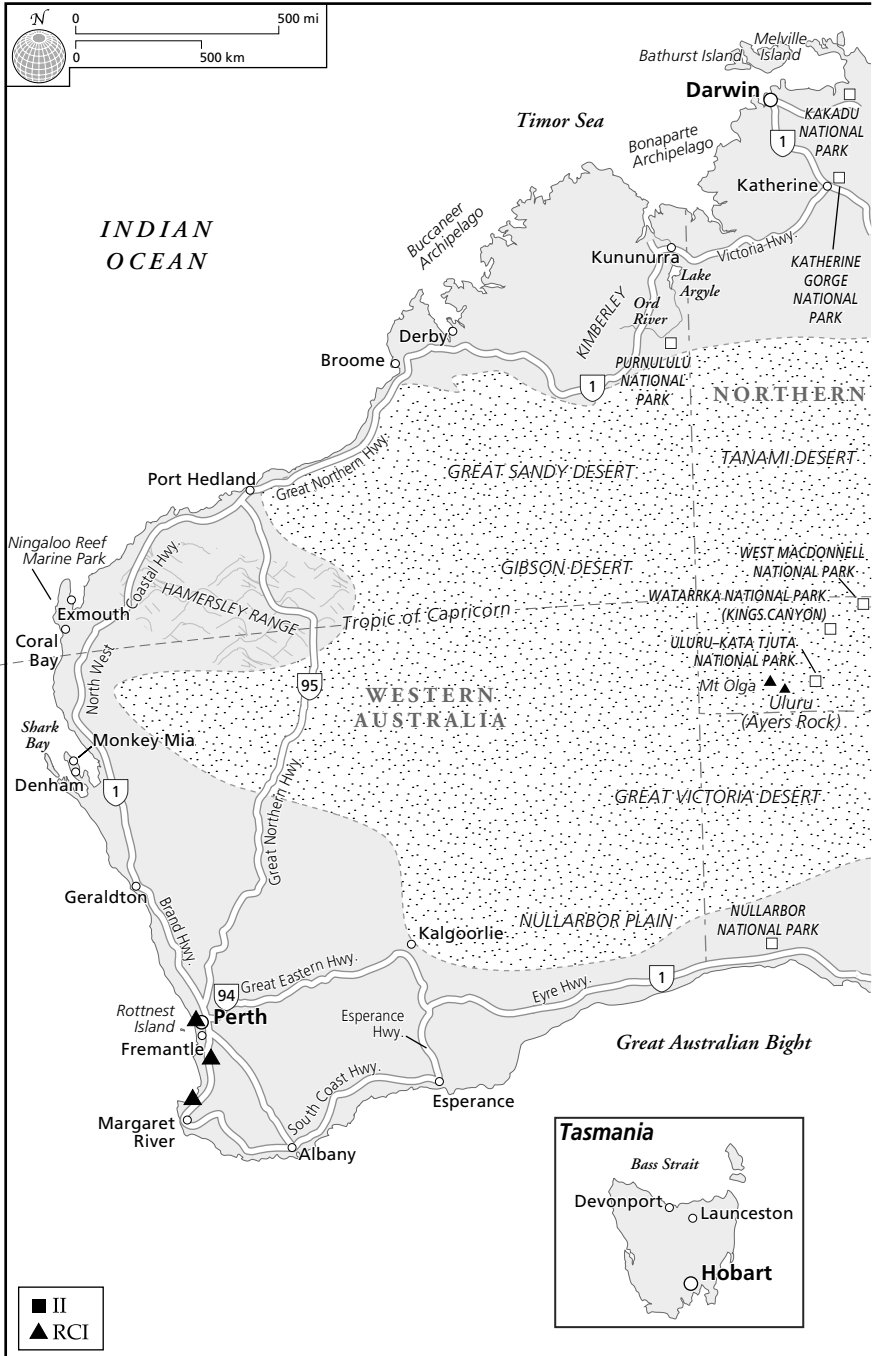 N
0 500 mi
0 500 km
Melville
Island
Bathurst Island
Darwin
Timor Sea
KAKADU
NATIONAL
PARK
1
Bonaparte
Archipelago
Katherine
INDIAN
OCEAN
Buccaneer
Archipelago
Kununurra
Victoria Hwy.
Lake
Argyle
KATHERINE
GORGE
NATIONAL
PARK
KIMBERLEY
Ord
River
Derby
Broome
PURNULULU
NATIONAL
PARK
1
NORTHERN
Great Northern Hwy.
GREAT SANDY DESERT
TANAMI DESERT
Port Hedland
Ningaloo Reef
Marine Park
Coastal Hwy.
GIBSON DESERT
WEST MACDONNELL
NATIONAL PARK
HAMERSLEY RANGE
WATARRKA NATIONAL PARK
(KINGS CANYON)
Exmouth
Tropic of Capricorn
Coral
Bay
ULURU–KATA TJUTA
NATIONAL PARK
North West
95
Mt Olga
Uluru
(Ayers Rock)
WESTERN
AUSTRALIA
Shark
Bay
Monkey Mia
Denham
1
Great Northern Hwy.
GREAT VICTORIA DESERT
Geraldton
Brand Hwy.
NULLARBOR PLAIN
NULLARBOR
NATIONAL PARK
Kalgoorlie
Great Eastern Hwy.
94
1
Eyre Hwy.
Rottnest
Island
Perth
Esperance
Hwy.
Fremantle
Great Australian Bight
South Coast Hwy.
Esperance
Margaret
River
Albany
Tasmania
Bass Strait
Devonport
Launceston
Hobart
II
RCI